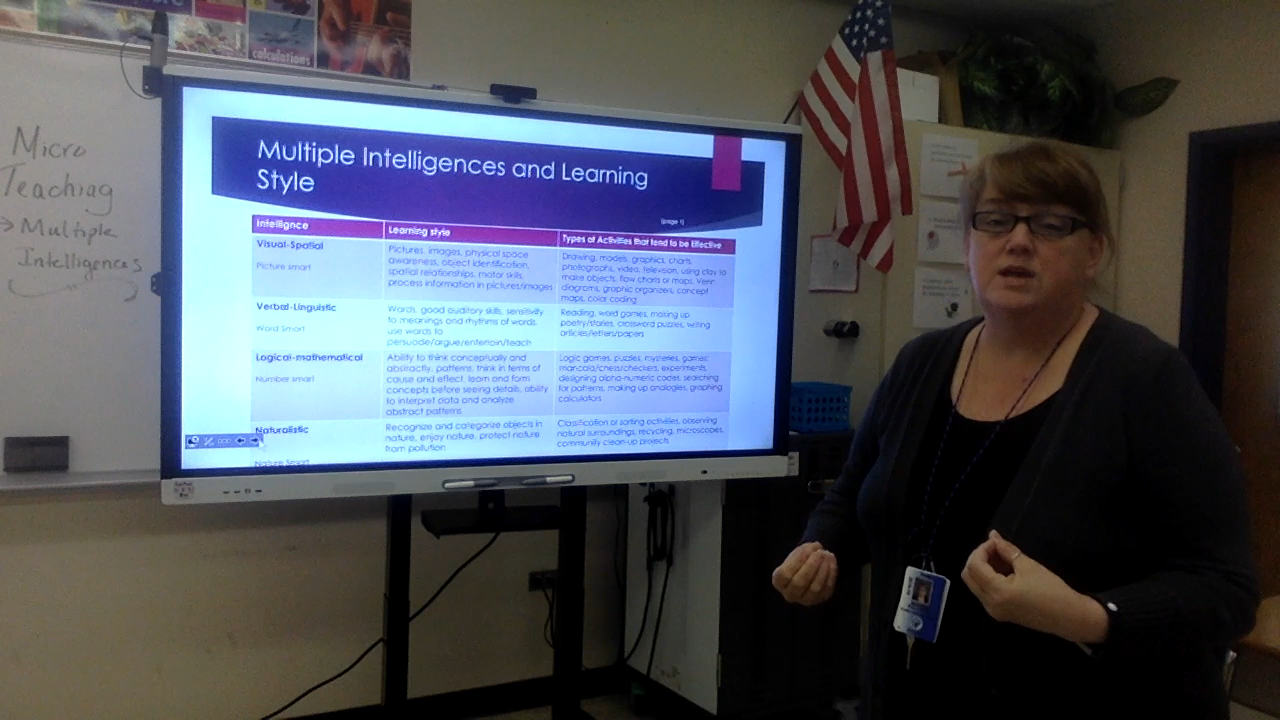 calculations
Micro
Teaching
→ Multiple
Intelligences
Multiple Intelligences and Learning
Style
(page 1)
Intellignce
Learning style
Types of Activities that tend to be Effective
Visual-Spatial
Picture smart
Pictures, images, physical space
awareness, object identification,
spatial relationships, motor skills,
process information in pictures/images
Drawing, models, graphics, charts,
photographs, video, television, using clay to
make objects, flow charts or maps, Venn
diagrams, graphic organizers, concept
maps, color coding
Verbal-Linguistic
Word Smart
Words, good auditory skills, sensitivity
to meanings and rhythms of words,
use words to
persuade/argue/entertain/teach
Reading, word games, making up
poetry/stories, crossword puzzles, writing
articles/letters/papers
Logical-mathematical
Number smart
Ability to think conceptually and
abstractly, patterns, think in terms of
cause and effect, learn and form
concepts before seeing details, ability
to interpret data and analyze
abstract patterns
Logic games, puzzles, mysteries, games:
mancala/chess/checkers, experiments,
designing alpha-numeric codes, searching
for patterns, making up analogies, graphing
calculators
Naturalistic
Nature Smart
Recognize and categorize objects in
nature, enjoy nature, protect nature
from pollution
Classification of sorting activities, observing
natural surroundings, recycling, microscopes,
community clean-up projects